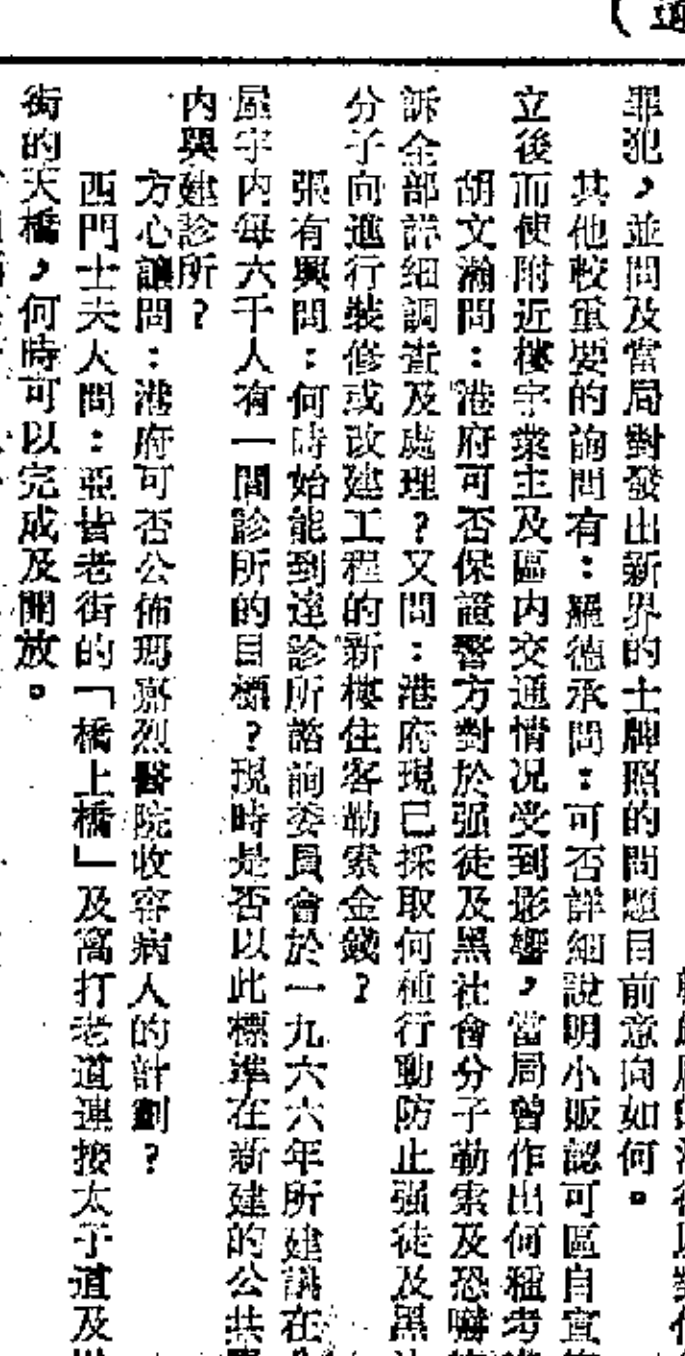 適)
罪犯,並問及當局對發出新界的士牌照的問題目前意向如何。
其他較重要的詢問有:羅德承問:可否詳細說明小販認可區自宣
立後而使附近樓宇業主及區內交通情況受到影響,當局曾作出何種考
胡文瀚問:港府可否保證警方對於强徒及黑社會分子勒索及恐嚇
訴金部詳細調查及處理?又問:港府現已採取何種行動防止强徒及黑
分子向進行裝修或改建工程的新樓住客勒索金錢?
張有興問:何時始能到達診所諮詢委員會於一九六六年所建議在
屋宇內每六千人有一間診所的目標?現時是否以此標準在新建的公共
內興建診所?
方心讓問:港府可否公佈瑪嘉烈醫院收容病人的計劃?
西門士夫人問:亞皆老街的「橋上橋」及窩打老道連接太子道及
街的天橋,何時可以完成及開放。